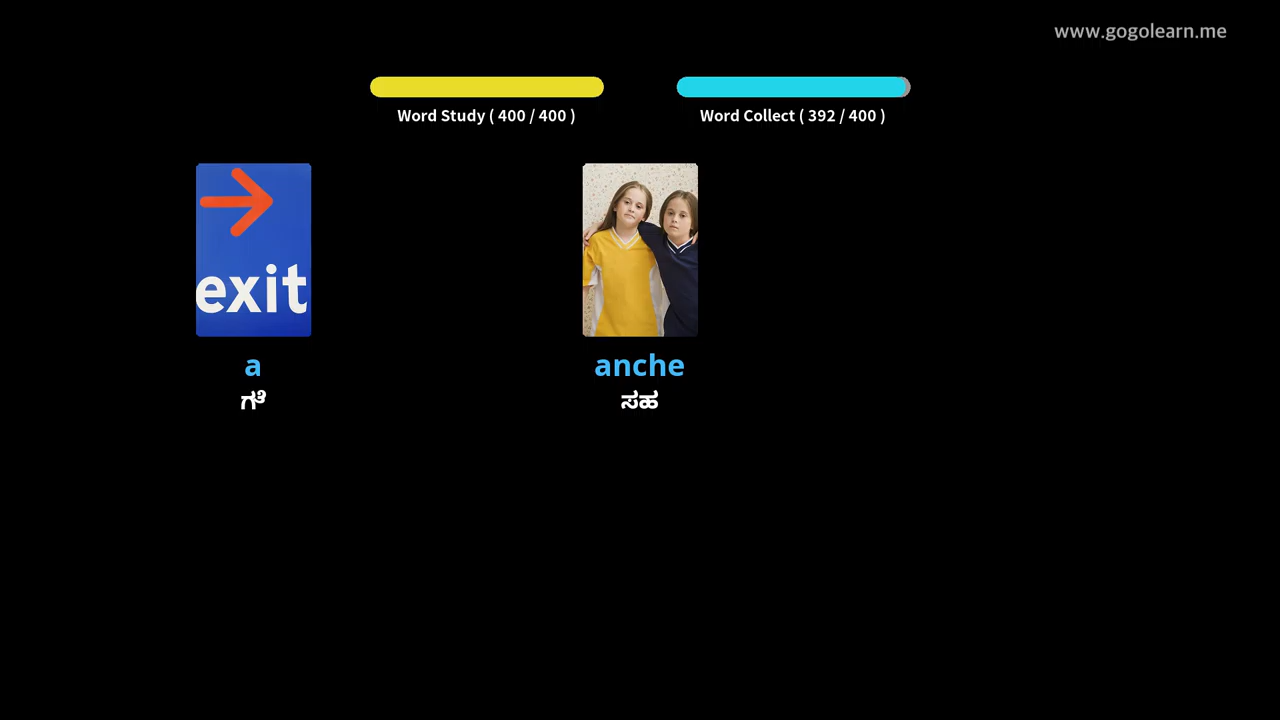 www.gogolearn.me
Word Study ( 400 / 400 )
Word Collect ( 392 / 400 )
exit
a
ಗೆ
anche
ಸಹ